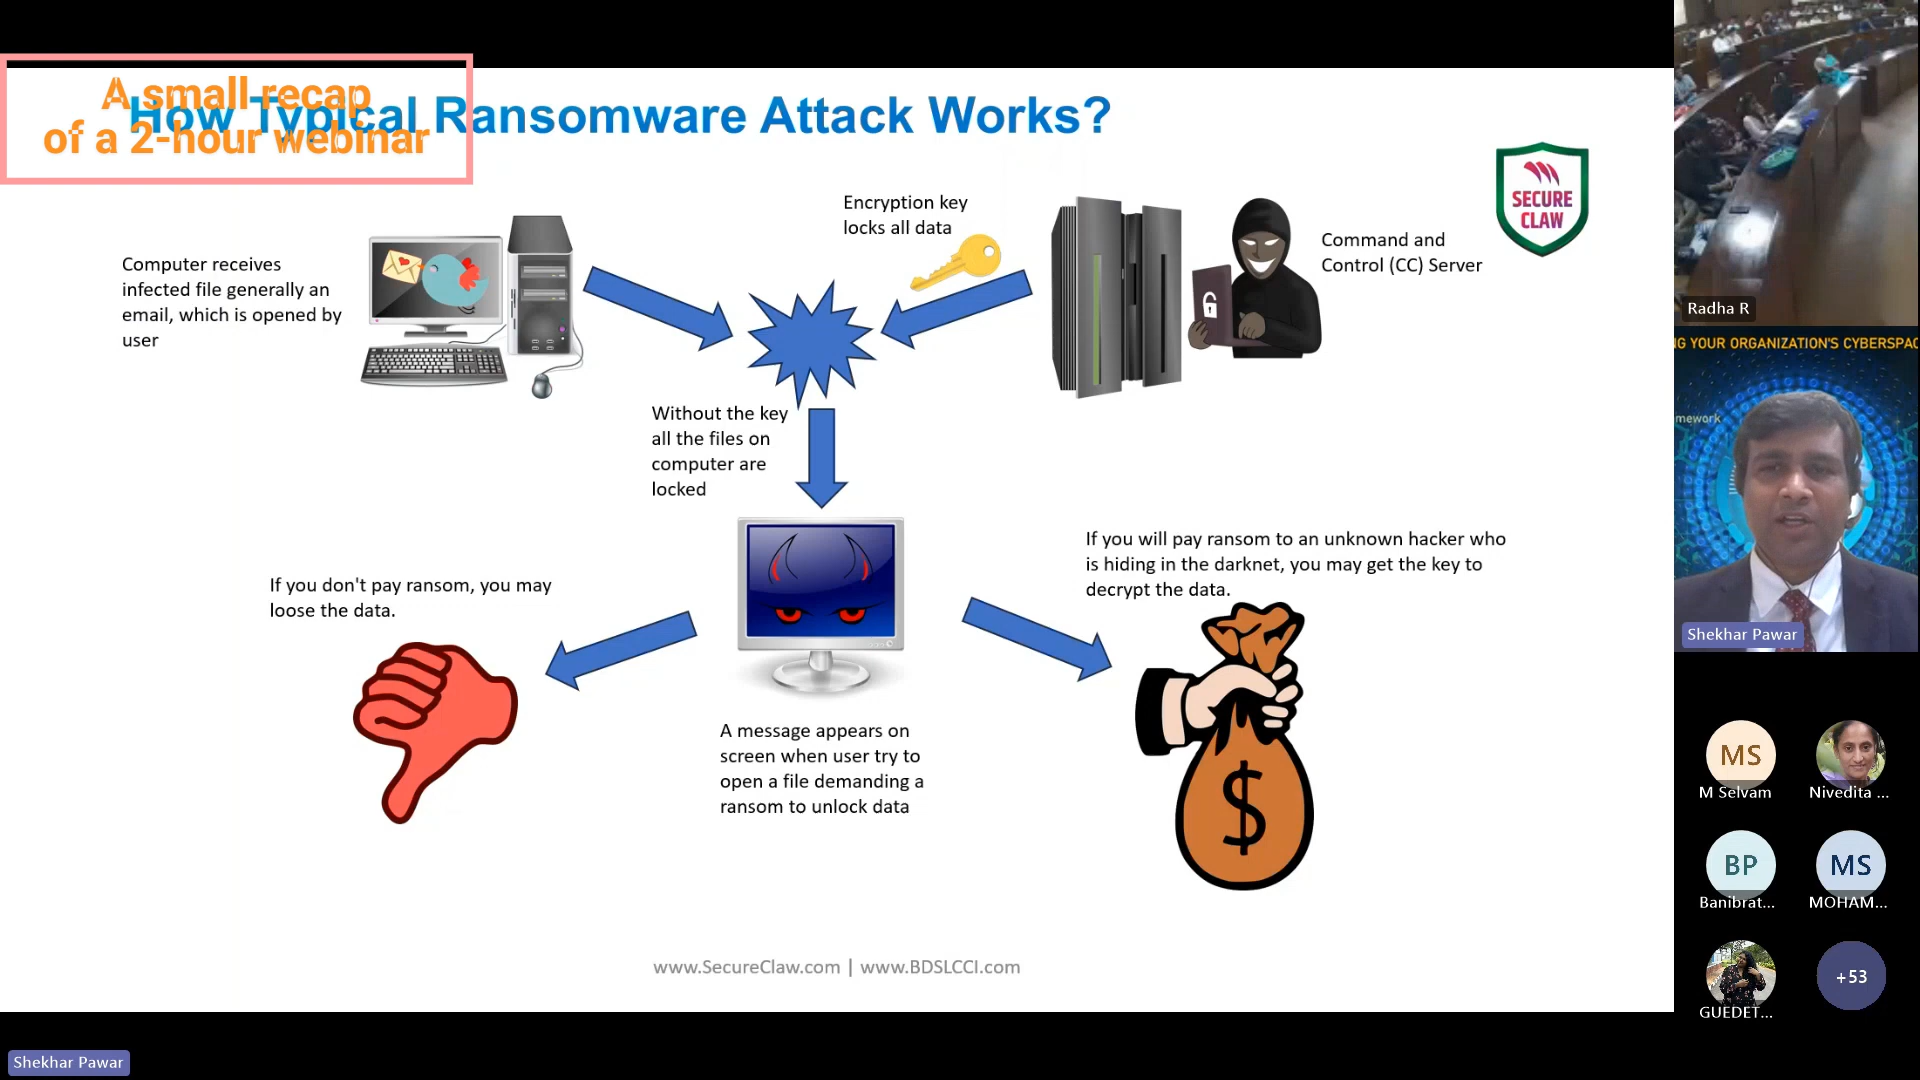 A small recap
of a 2-hour webinar
How Typical Ransomware Attack Works?
SECURE
CLAW
Computer receives
infected file generally an
email, which is opened by
user
Encryption key
locks all data
Command and
Control (CC) Server
Without the key
all the files on
computer are
locked
If you don't pay ransom, you may
loose the data.
If you will pay ransom to an unknown hacker who
is hiding in the darknet, you may get the key to
decrypt the data.
$
A message appears on
screen when user try to
open a file demanding a
ransom to unlock data
www.SecureClaw.com | www.BDSLCCI.com
Shekhar Pawar
Radha R
NG YOUR ORGANIZATION'S CYBERSPAC
mework
Shekhar Pawar
MS
M Selvam
Nivedita ...
BP
Banibrat...
MS
MOHAM...
GUEDET...
+53